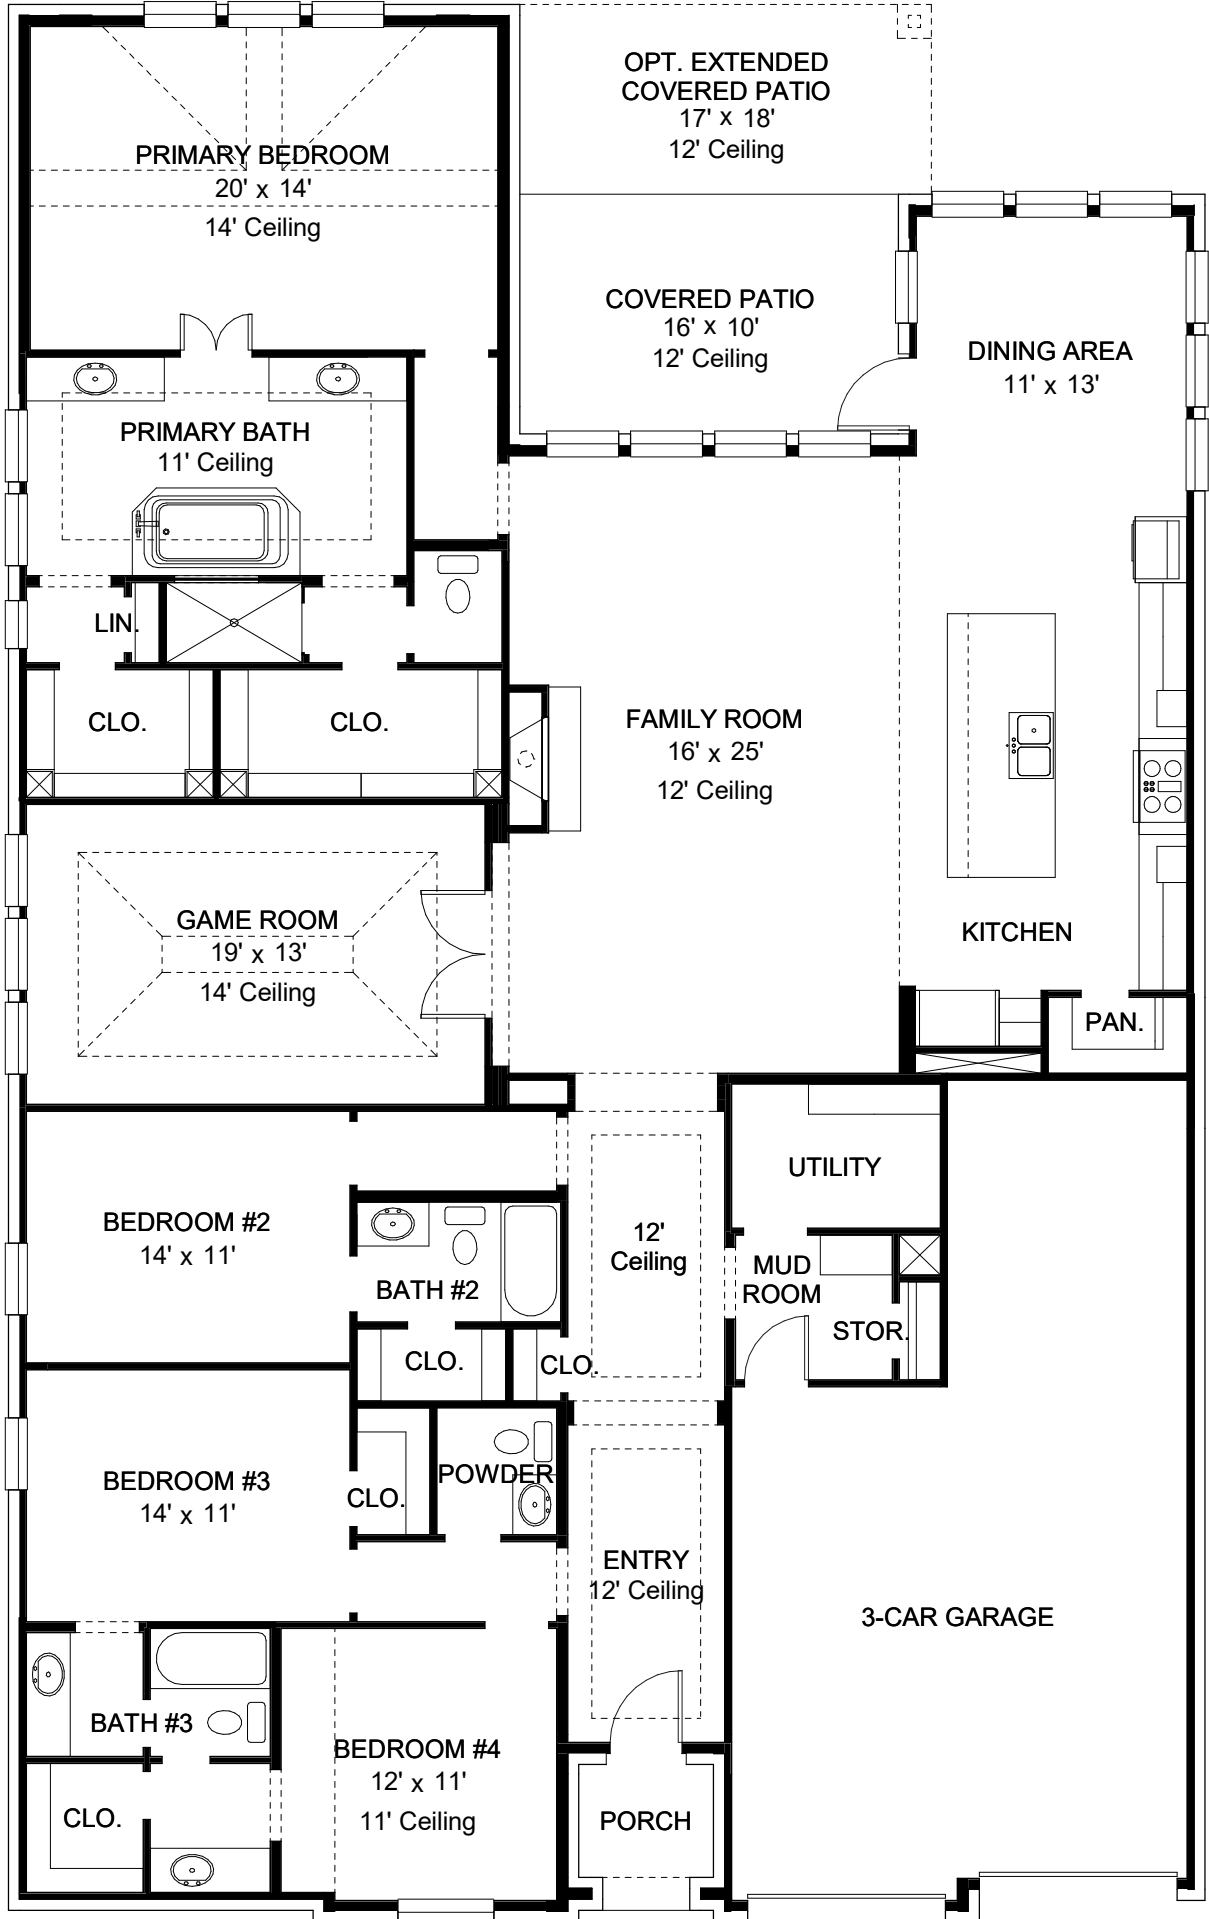 OPT. EXTENDED
COVERED PATIO
17' x 18'
12' Ceiling
PRIMARY BEDROOM
20' x 14'
14' Ceiling
COVERED PATIO
16' x 10'
12' Ceiling
DINING AREA
11' x 13'
PRIMARY BATH
11' Ceiling
LIN.
CLO.
CLO.
FAMILY ROOM
16' x 25'
12' Ceiling
GAME ROOM
19' x 13'
14' Ceiling
KITCHEN
PAN.
UTILITY
BEDROOM #2
14' x 11'
12'
Ceiling
MUD
ROOM
BATH #2
STOR.
CLO.
CLO.
BEDROOM #3
14' x 11'
POWDER
CLO.
ENTRY
12' Ceiling
3-CAR GARAGE
BATH #3
BEDROOM #4
12' x 11'
11' Ceiling
CLO.
PORCH